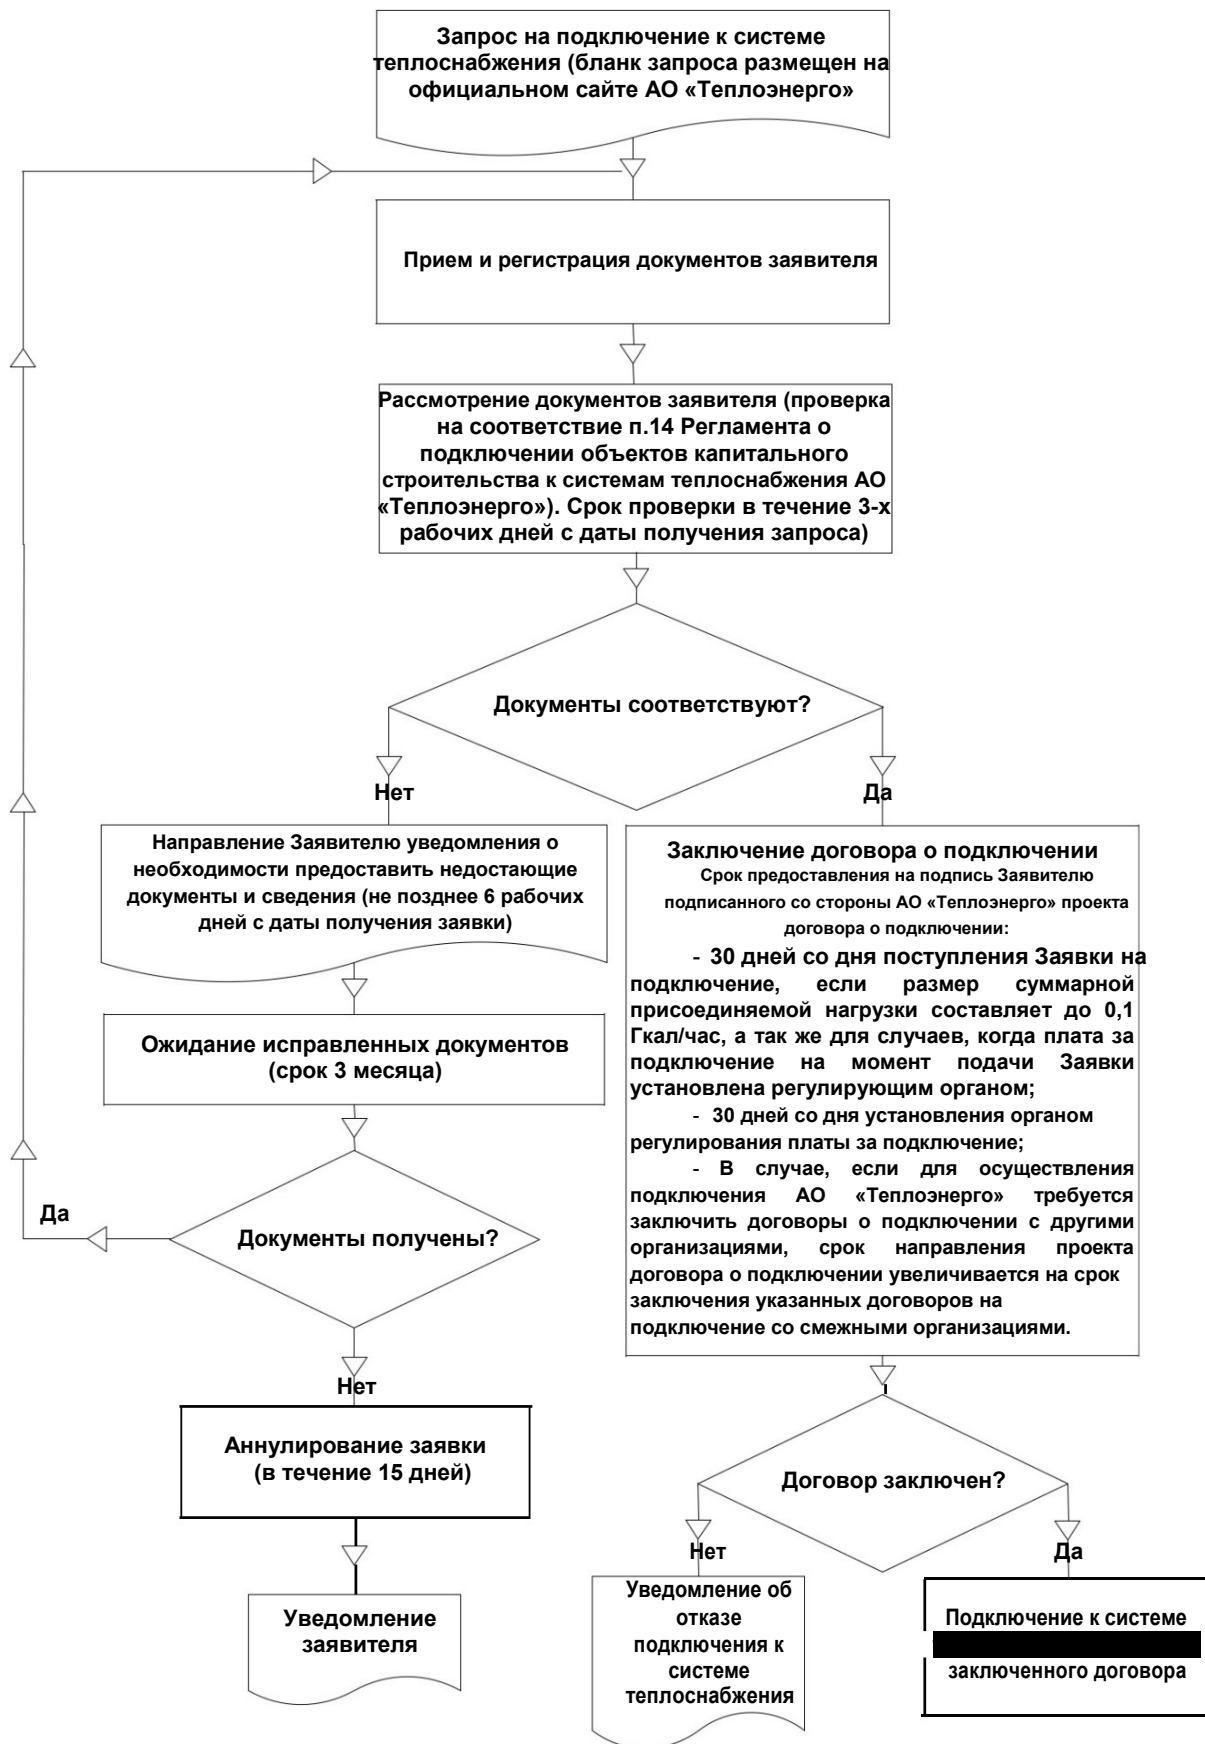 Запрос на подключение к системе
теплоснабжения (бланк запроса размещен на
официальном сайте АО «Теплоэнерго»
Прием и регистрация документов заявителя
Рассмотрение документов заявителя (проверка
на соответствие п.14 Регламента о
подключении объектов капитального
строительства к системам теплоснабжения АО
«Теплоэнерго»). Срок проверки в течение 3-х
рабочих дней с даты получения запроса)
Документы соответствуют?
Нет
Да
Направление Заявителю уведомления о
необходимости предоставить недостающие
документы и сведения (не позднее 6 рабочих
дней с даты получения заявки)
Ожидание исправленных документов
(срок 3 месяца)
Да
Документы получены?
Нет
Аннулирование заявки
(в течение 15 дней)
Уведомление
заявителя
Заключение договора о подключении
Срок предоставления на подпись Заявителю
подписанного со стороны АО «Теплоэнерго» проекта
договора о подключении:
- 30 дней со дня поступления Заявки на
подключение, если размер суммарной
присоединяемой нагрузки составляет до 0,1
Гкал/час, а так же для случаев, когда плата за
подключение на момент подачи Заявки
установлена регулирующим органом;
- 30 дней со дня установления органом
регулирования платы за подключение;
- В случае, если для осуществления
подключения АО «Теплоэнерго» требуется
заключить договоры о подключении с другими
организациями, срок направления проекта
договора о подключении увеличивается на срок
заключения указанных договоров на
подключение со смежными организациями.
Договор заключен?
Нет
Да
Уведомление об
отказе
подключения к
системе
теплоснабжения
Подключение к системе
заключенного договора